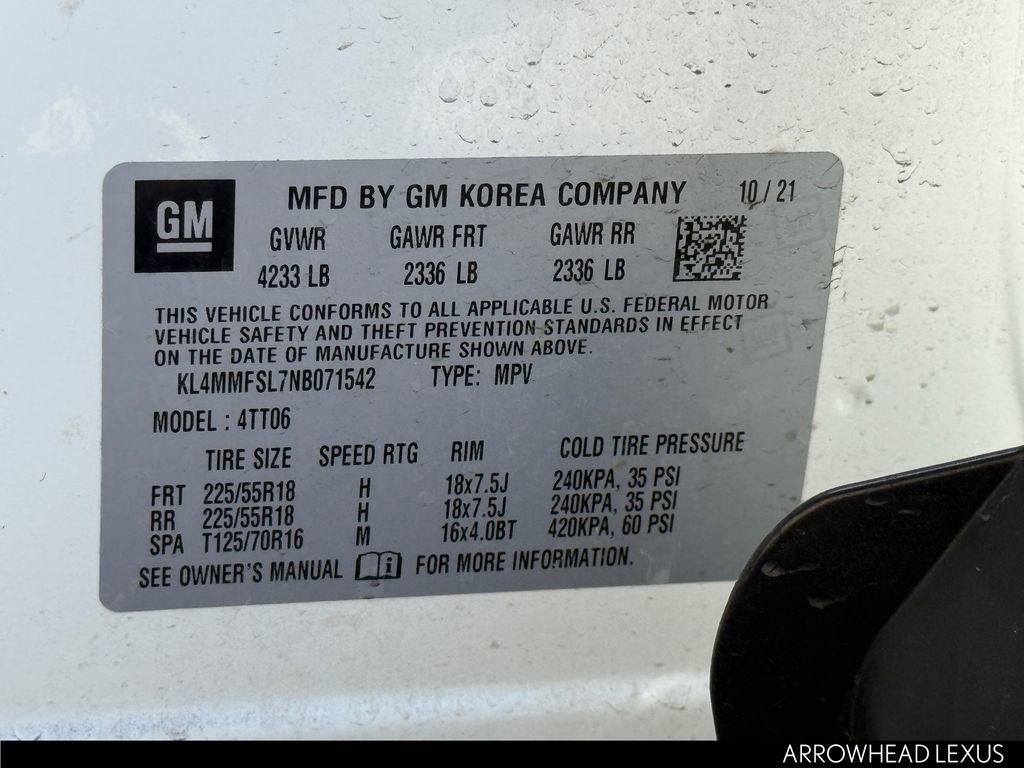 GM
MFD BY GM KOREA COMPANY 10/21
GVWR GAWR FRT GAWR RR
4233 LB 2336 LB 2336 LB
THIS VEHICLE CONFORMS TO ALL APPLICABLE U.S. FEDERAL MOTOR
VEHICLE SAFETY AND THEFT PREVENTION STANDARDS IN EFFECT
ON THE DATE OF MANUFACTURE SHOWN ABOVE.
KL4MMFSL7NB071542 TYPE: MPV
MODEL : 4TT06
TIRE SIZE SPEED RTG RIM COLD TIRE PRESSURE
FRT 225/55R18 H 18x7.5J 240KPA, 35 PSI
RR 225/55R18 H 18x7.5J 240KPA, 35 PSI
SPA T125/70R16 M 16x4.0BT 420KPA, 60 PSI
SEE OWNER'S MANUAL i FOR MORE INFORMATION.
ARROWHEAD LEXUS